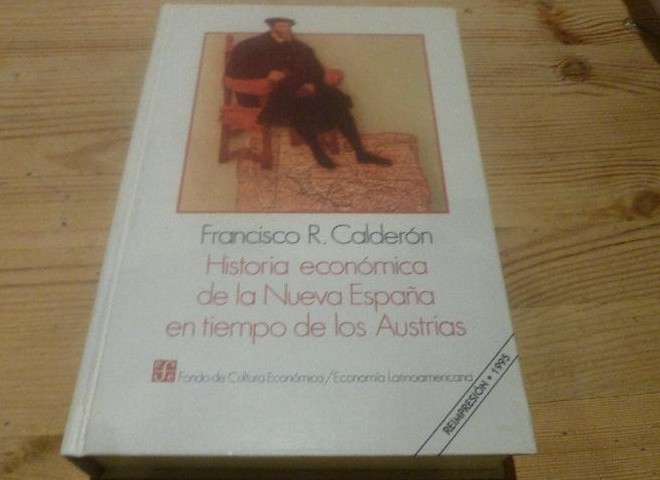 Francisco R. Calderón
Historia económica
de la Nueva España
en tiempo de los Austrias
Fondo de Cultura Económica/Economía Latinoamericana
REIMPRESIÓN • 1995